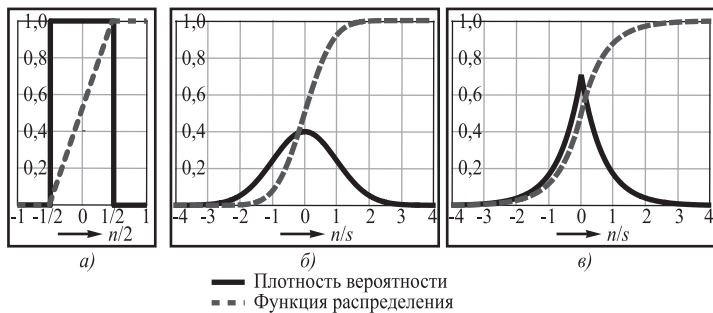 1,0 1,0 1,0
0,8 0,8 0,8
0,6 0,6 0,6
0,4 0,4 0,4
0,2 0,2 0,2
-1 -1/2 0 1/2 1 -4 -3 -2 -1 0 1 2 3 4 -4 -3 -2 -1 0 1 2 3 4
n/2 n/s n/s
а) б) в)
Плотность вероятности
Функция распределения